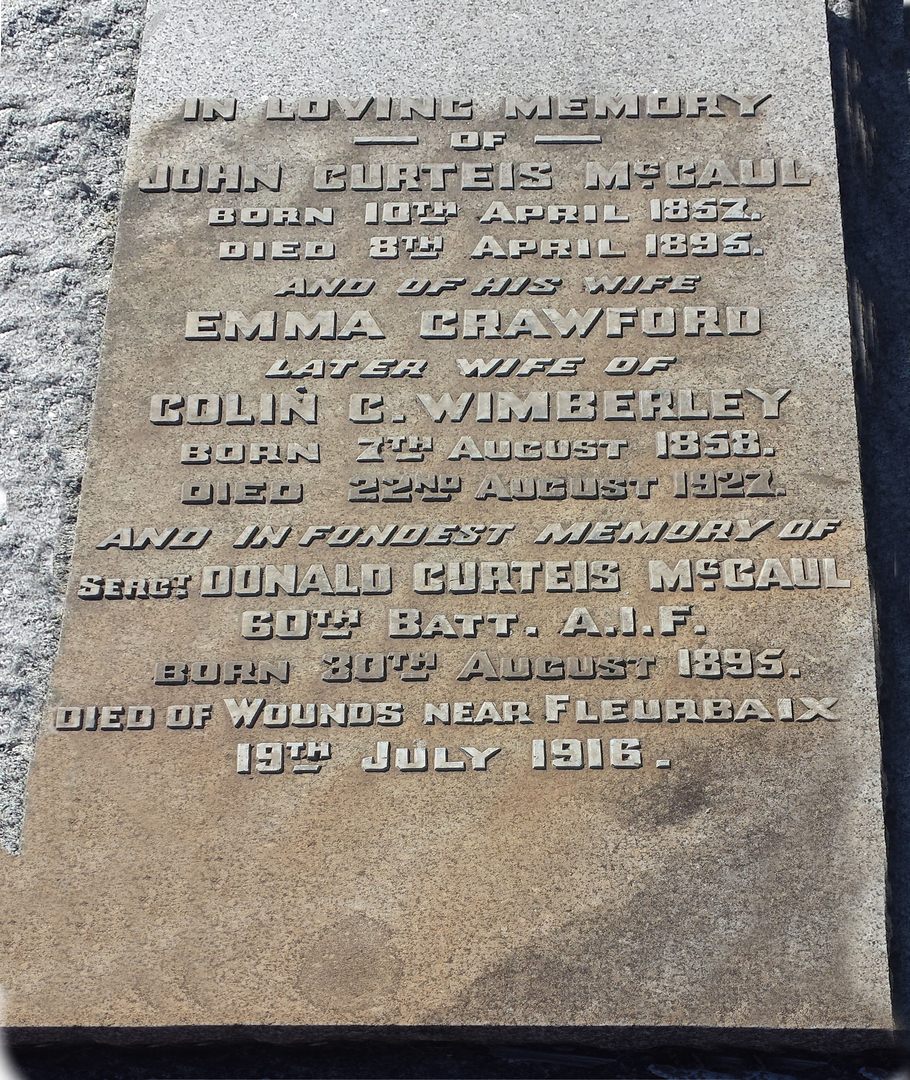 IN LOVING MEMORY
— OF —
JOHN CURTEIS McCAUL
BORN 10TH APRIL 1857.
DIED 8TH APRIL 1895.
AND OF HIS WIFE
EMMA CRAWFORD
LATER WIFE OF
COLIN C. WIMBERLEY
BORN 7TH AUGUST 1858.
DIED 22ND AUGUST 1927.
AND IN FONDEST MEMORY OF
SERGT. DONALD CURTEIS McCAUL
60TH BATT. A.I.F.
BORN 30TH AUGUST 1895.
DIED OF WOUNDS NEAR FLEURBAIX
19TH JULY 1916.